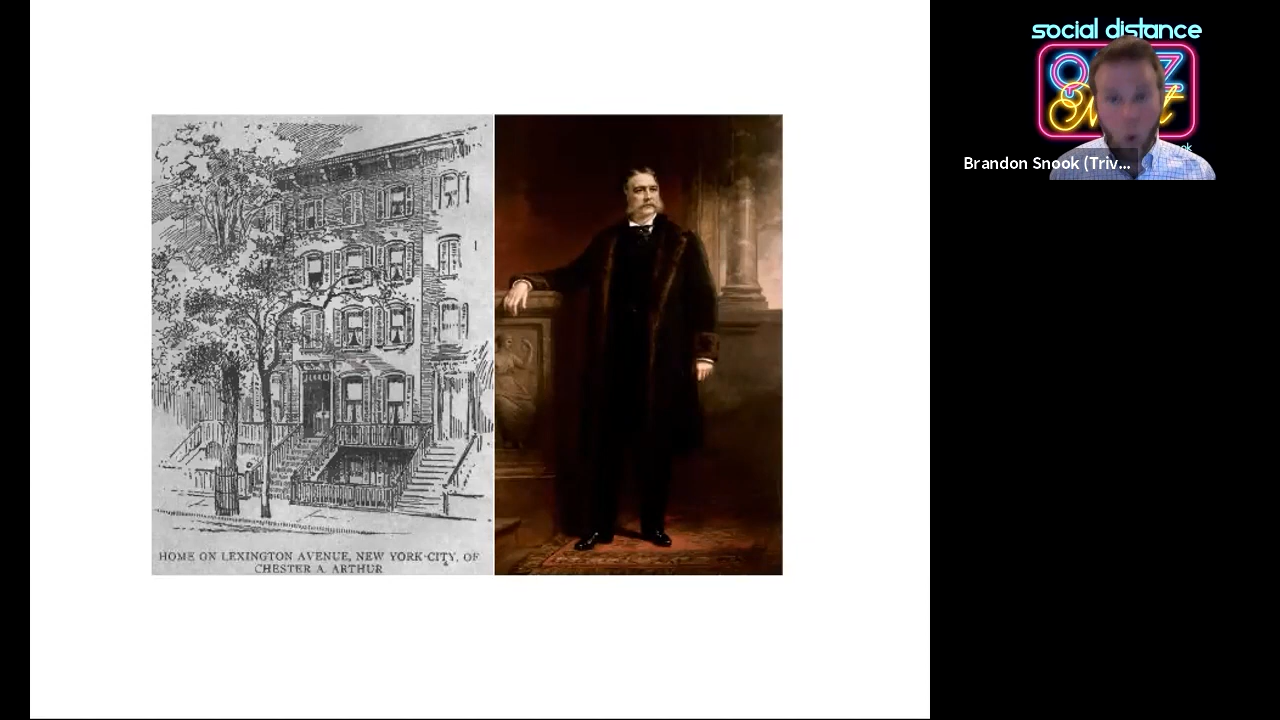 social distance
HOME ON LEXINGTON AVENUE, NEW YORK CITY, OF
CHESTER A. ARTHUR
Brandon Snook (Triv...